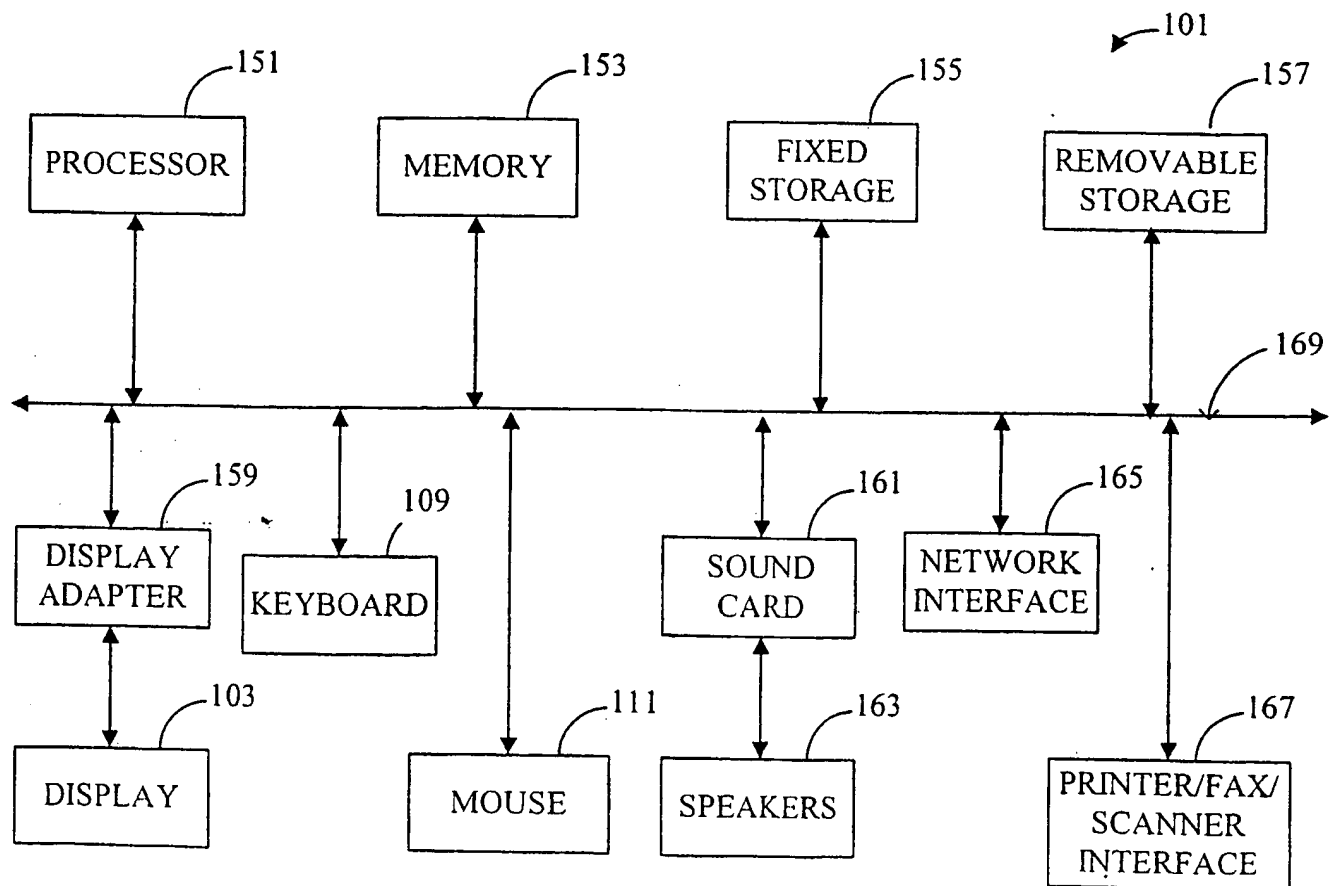 101
151
153
155
157
PROCESSOR
MEMORY
FIXED
STORAGE
REMOVABLE
STORAGE
169
159
109
161
165
DISPLAY
ADAPTER
KEYBOARD
SOUND
CARD
NETWORK
INTERFACE
103
111
163
167
DISPLAY
MOUSE
SPEAKERS
PRINTER/FAX/
SCANNER
INTERFACE